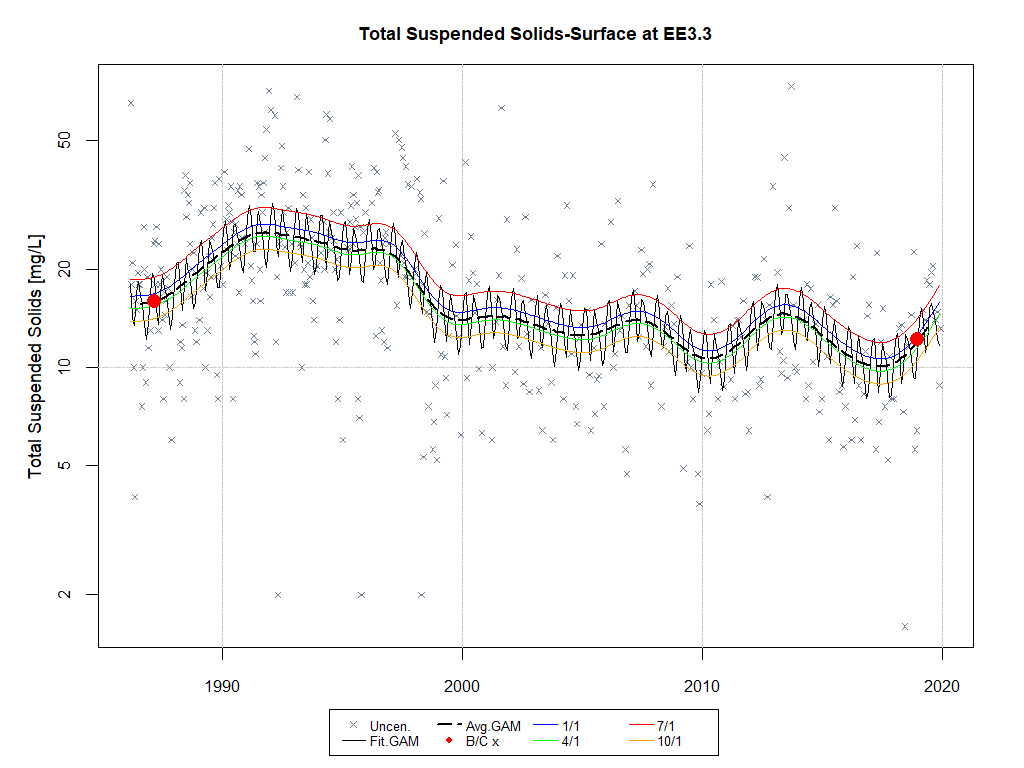 Total Suspended Solids-Surface at EE3.3
Total Suspended Solids [mg/L]
50
20
10
5
2
1990 2000 2010 2020
Uncen. Avg.GAM 1/1 7/1
Fit.GAM B/C x 4/1 10/1